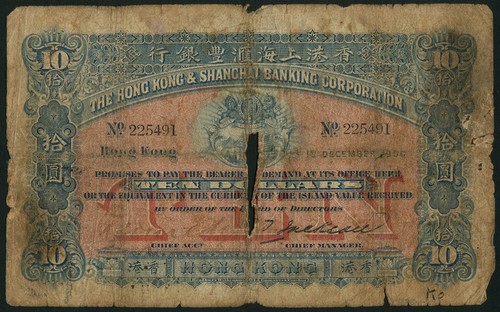 香港上海滙豐銀行
10 10
拾圓 拾圓
THE HONG KONG & SHANGHAI BANKING CORPORATION
No. 225491 No. 225491
Hong Kong DECEMBER
PROMISES TO PAY THE BEARER DEMAND AT ITS OFFICE HERE
TEN DOLLARS
OR THE EQUIVALENT IN THE CURRENCY OF THE ISLAND VALUE RECEIVED
BY ORDER OF THE BOARD OF DIRECTORS
TEN
CHIEF ACCT. CHIEF MANAGER
10 香港 HONG KONG 香港 10